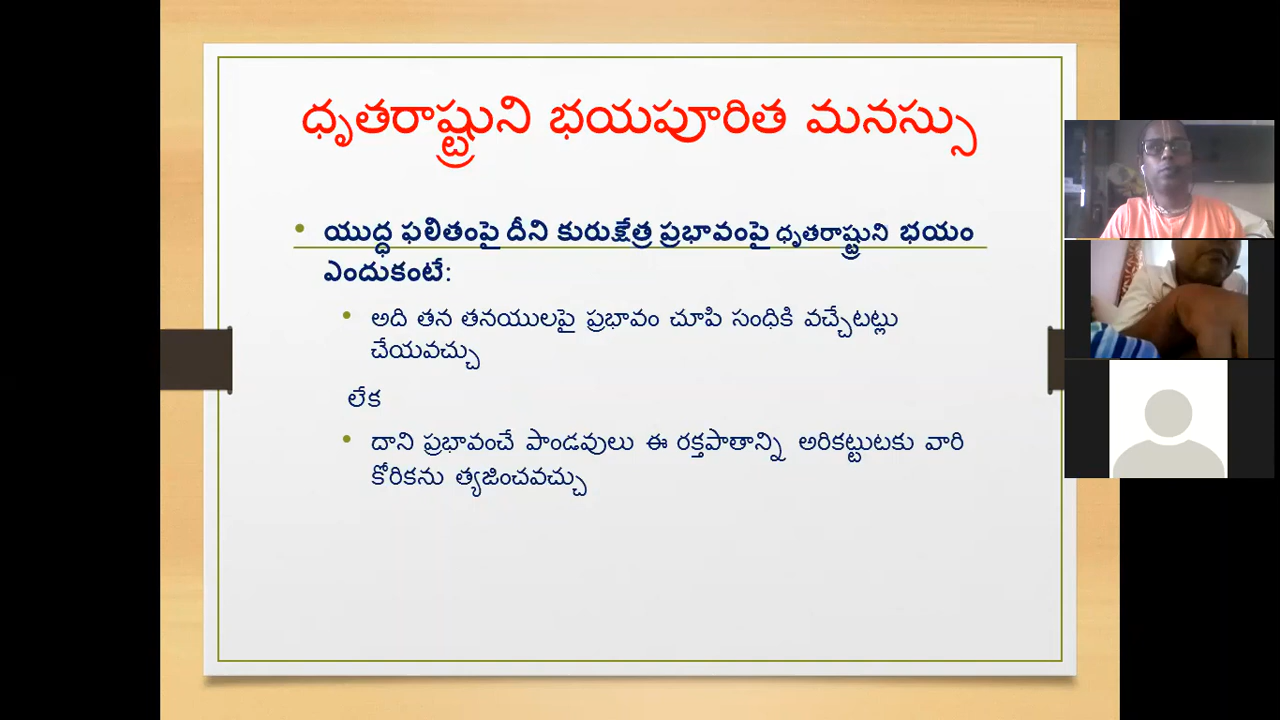 ధృతరాష్ట్రుని భయపూరిత మనస్సు
• యుద్ధ ఫలితంపై దీని కురుక్షేత్ర ప్రభావంపై ధృతరాష్ట్రుని భయం
ఎందుకంటే:
• అది తన తనయులపై ప్రభావం చూపి సంధికి వచ్చేటట్లు
చేయవచ్చు
లేక
• దాని ప్రభావంచే పాండవులు ఈ రక్తపాతాన్ని అరికట్టుటకు వారి
కోరికను త్యజించవచ్చు